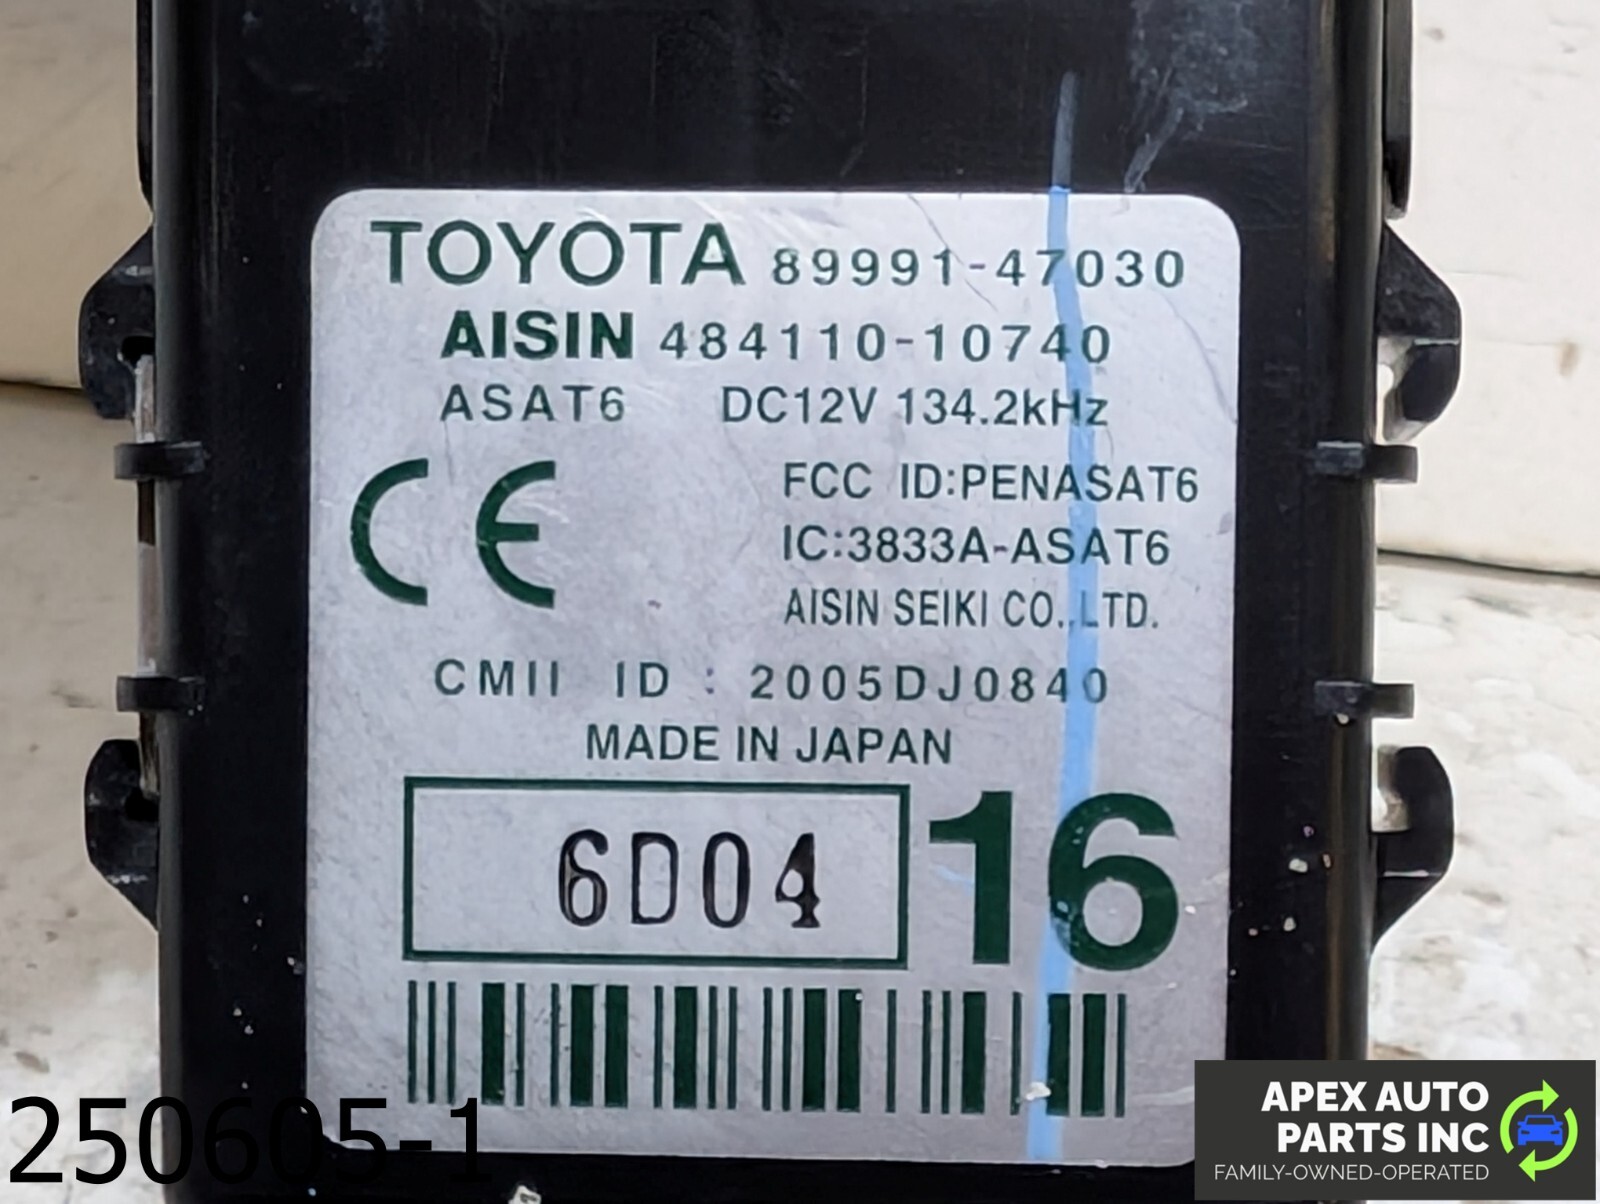 TOYOTA 89991-47030
AISIN 484110-10740
ASAT6 DC12V 134.2kHz
CE
FCC ID:PENASAT6
IC:3833A-ASAT6
AISIN SEIKI CO.,LTD.
CMII ID : 2005DJ0840
MADE IN JAPAN
6D04 16
250605-1
APEX AUTO
PARTS INC
FAMILY-OWNED-OPERATED